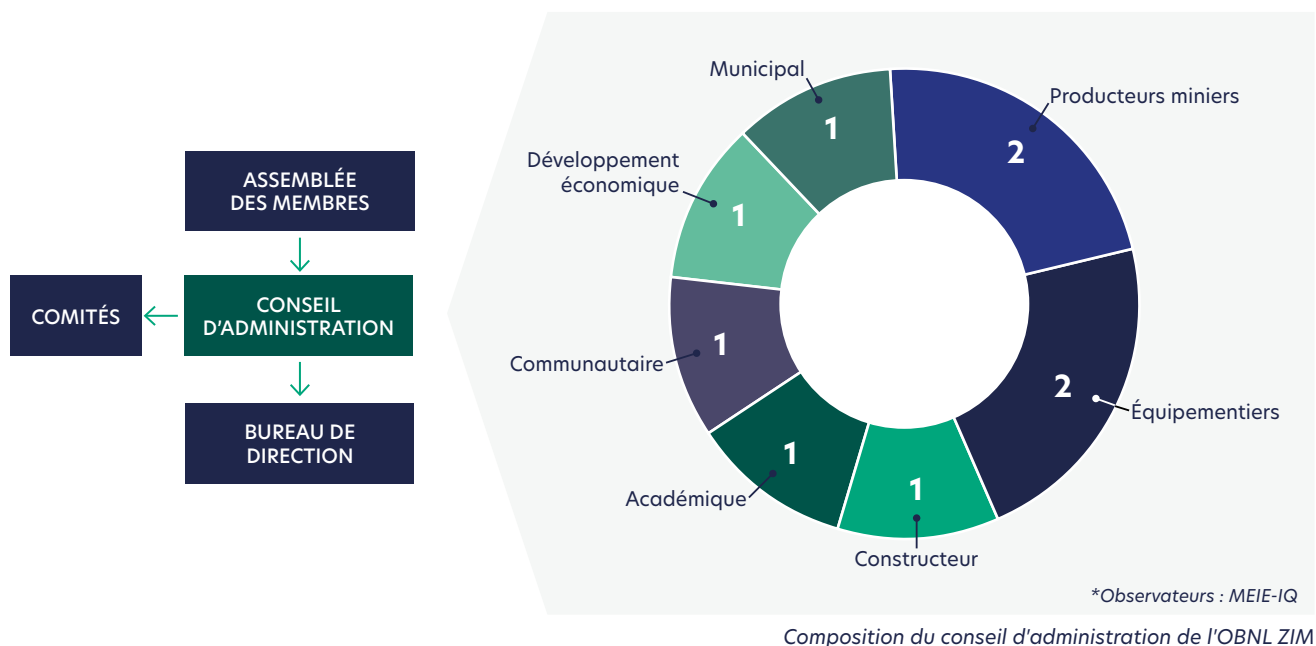 ASSEMBLÉE
DES MEMBRES
COMITÉS
CONSEIL
D'ADMINISTRATION
BUREAU DE
DIRECTION
Municipal
1
Producteurs miniers
2
Développement
économique
1
Communautaire
1
2
Équipementiers
Académique
1
1
Constructeur
*Observateurs : MEIE-IQ
Composition du conseil d'administration de l'OBNL ZIM